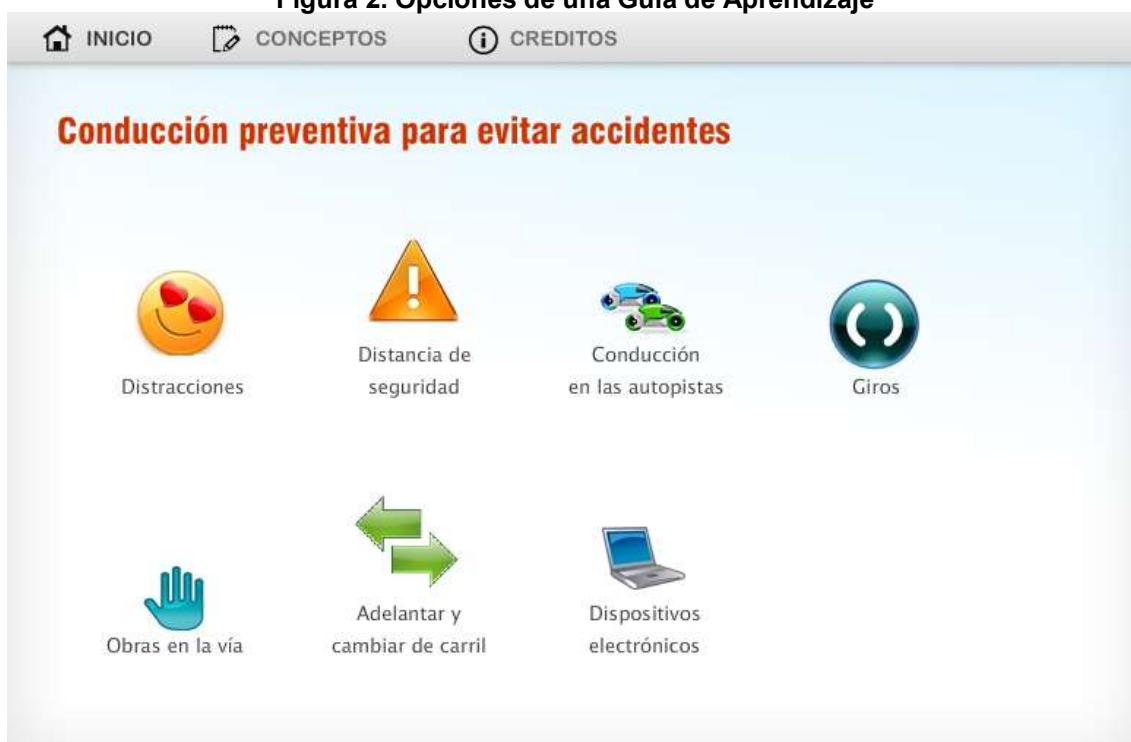 Figura 2. Opciones de una Guía de Aprendizaje
INICIO CONCEPTOS CREDITOS
Conducción preventiva para evitar accidentes
Distracciones
Distancia de
seguridad
Conducción
en las autopistas
Giros
Obras en la vía
Adelantar y
cambiar de carril
Dispositivos
electrónicos